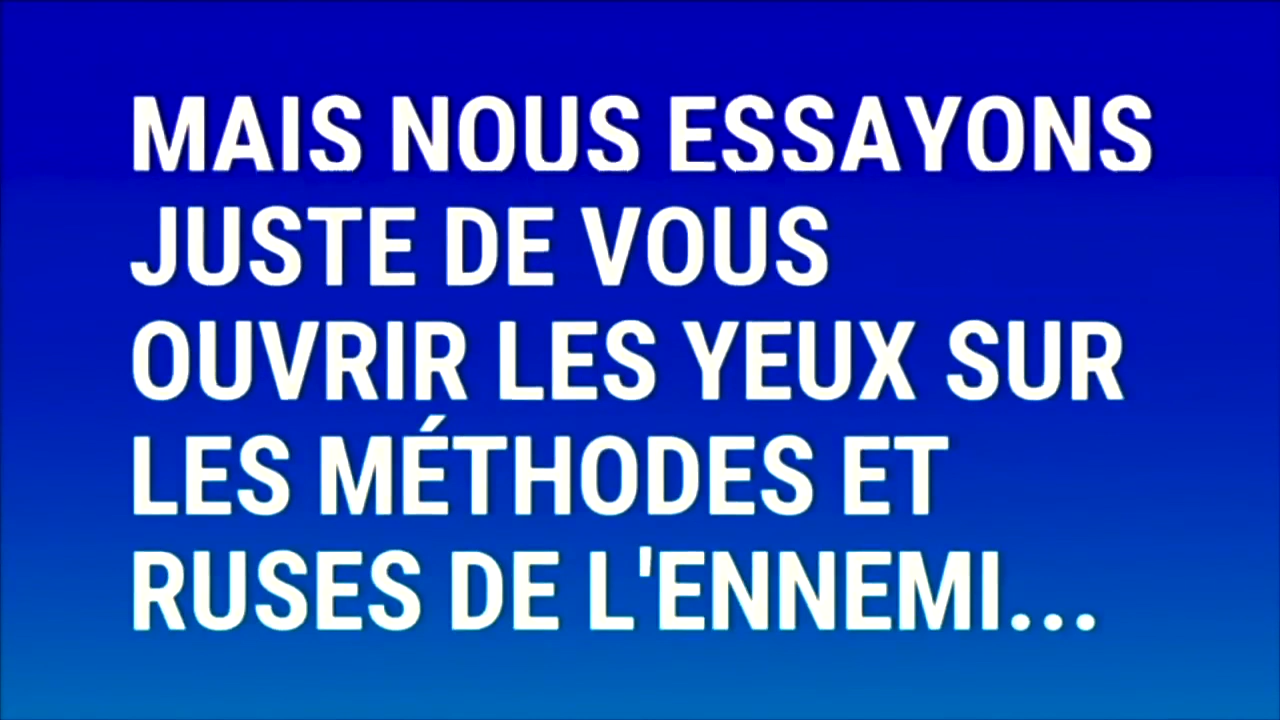 MAIS NOUS ESSAYONS
JUSTE DE VOUS
OUVRIR LES YEUX SUR
LES MÉTHODES ET
RUSES DE L'ENNEMI...